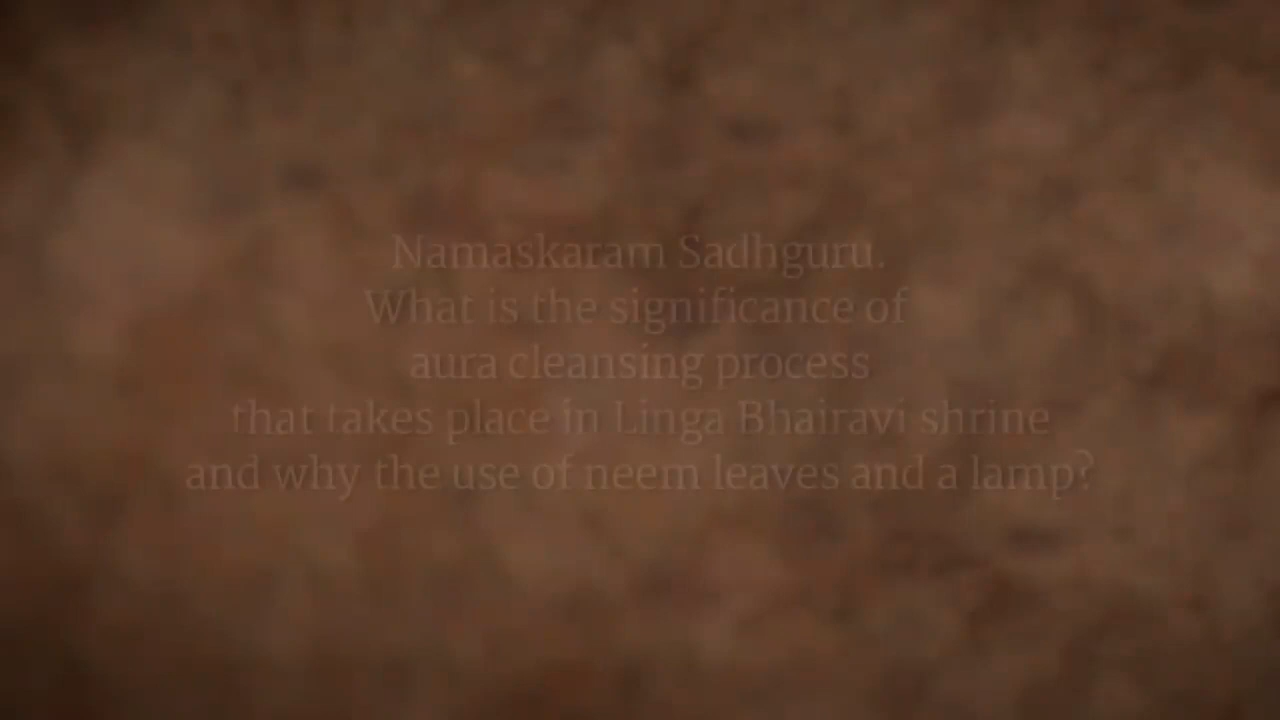 Namaskaram Sadhguru.
What is the significance of
aura cleansing process
that takes place in Linga Bhairavi shrine
and why the use of neem leaves and a lamp?